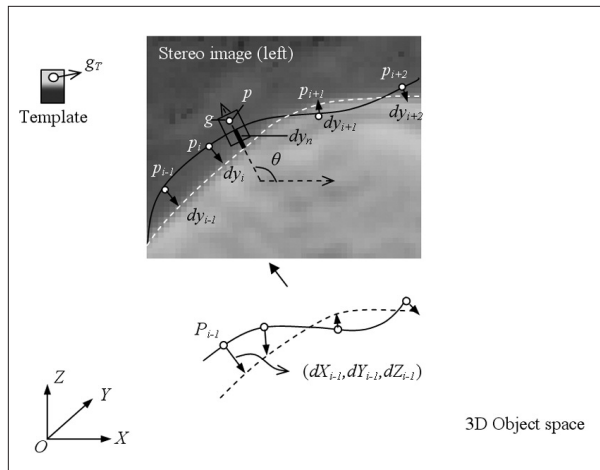 Stereo image (left)
g_T
Template
p
p_{i+1}
p_{i+2}
g
dy_{i+2}
p_i
dy_n
dy_{i+1}
θ
p_{i-1}
dy_i
dy_{i-1}
P_{i-1}
(dX_{i-1},dY_{i-1},dZ_{i-1})
Z
Y
O
X
3D Object space